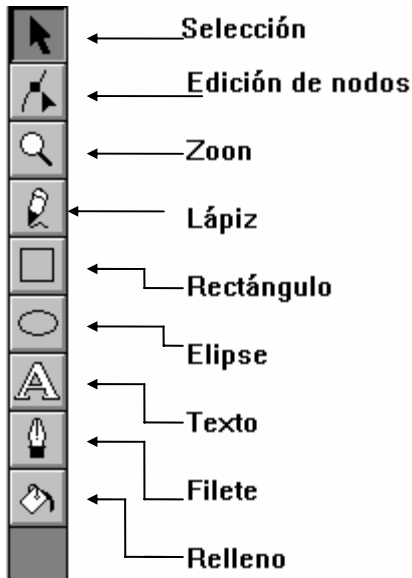 Selección
Edición de nodos
Zoon
Lápiz
Rectángulo
Elipse
Texto
Filete
Relleno